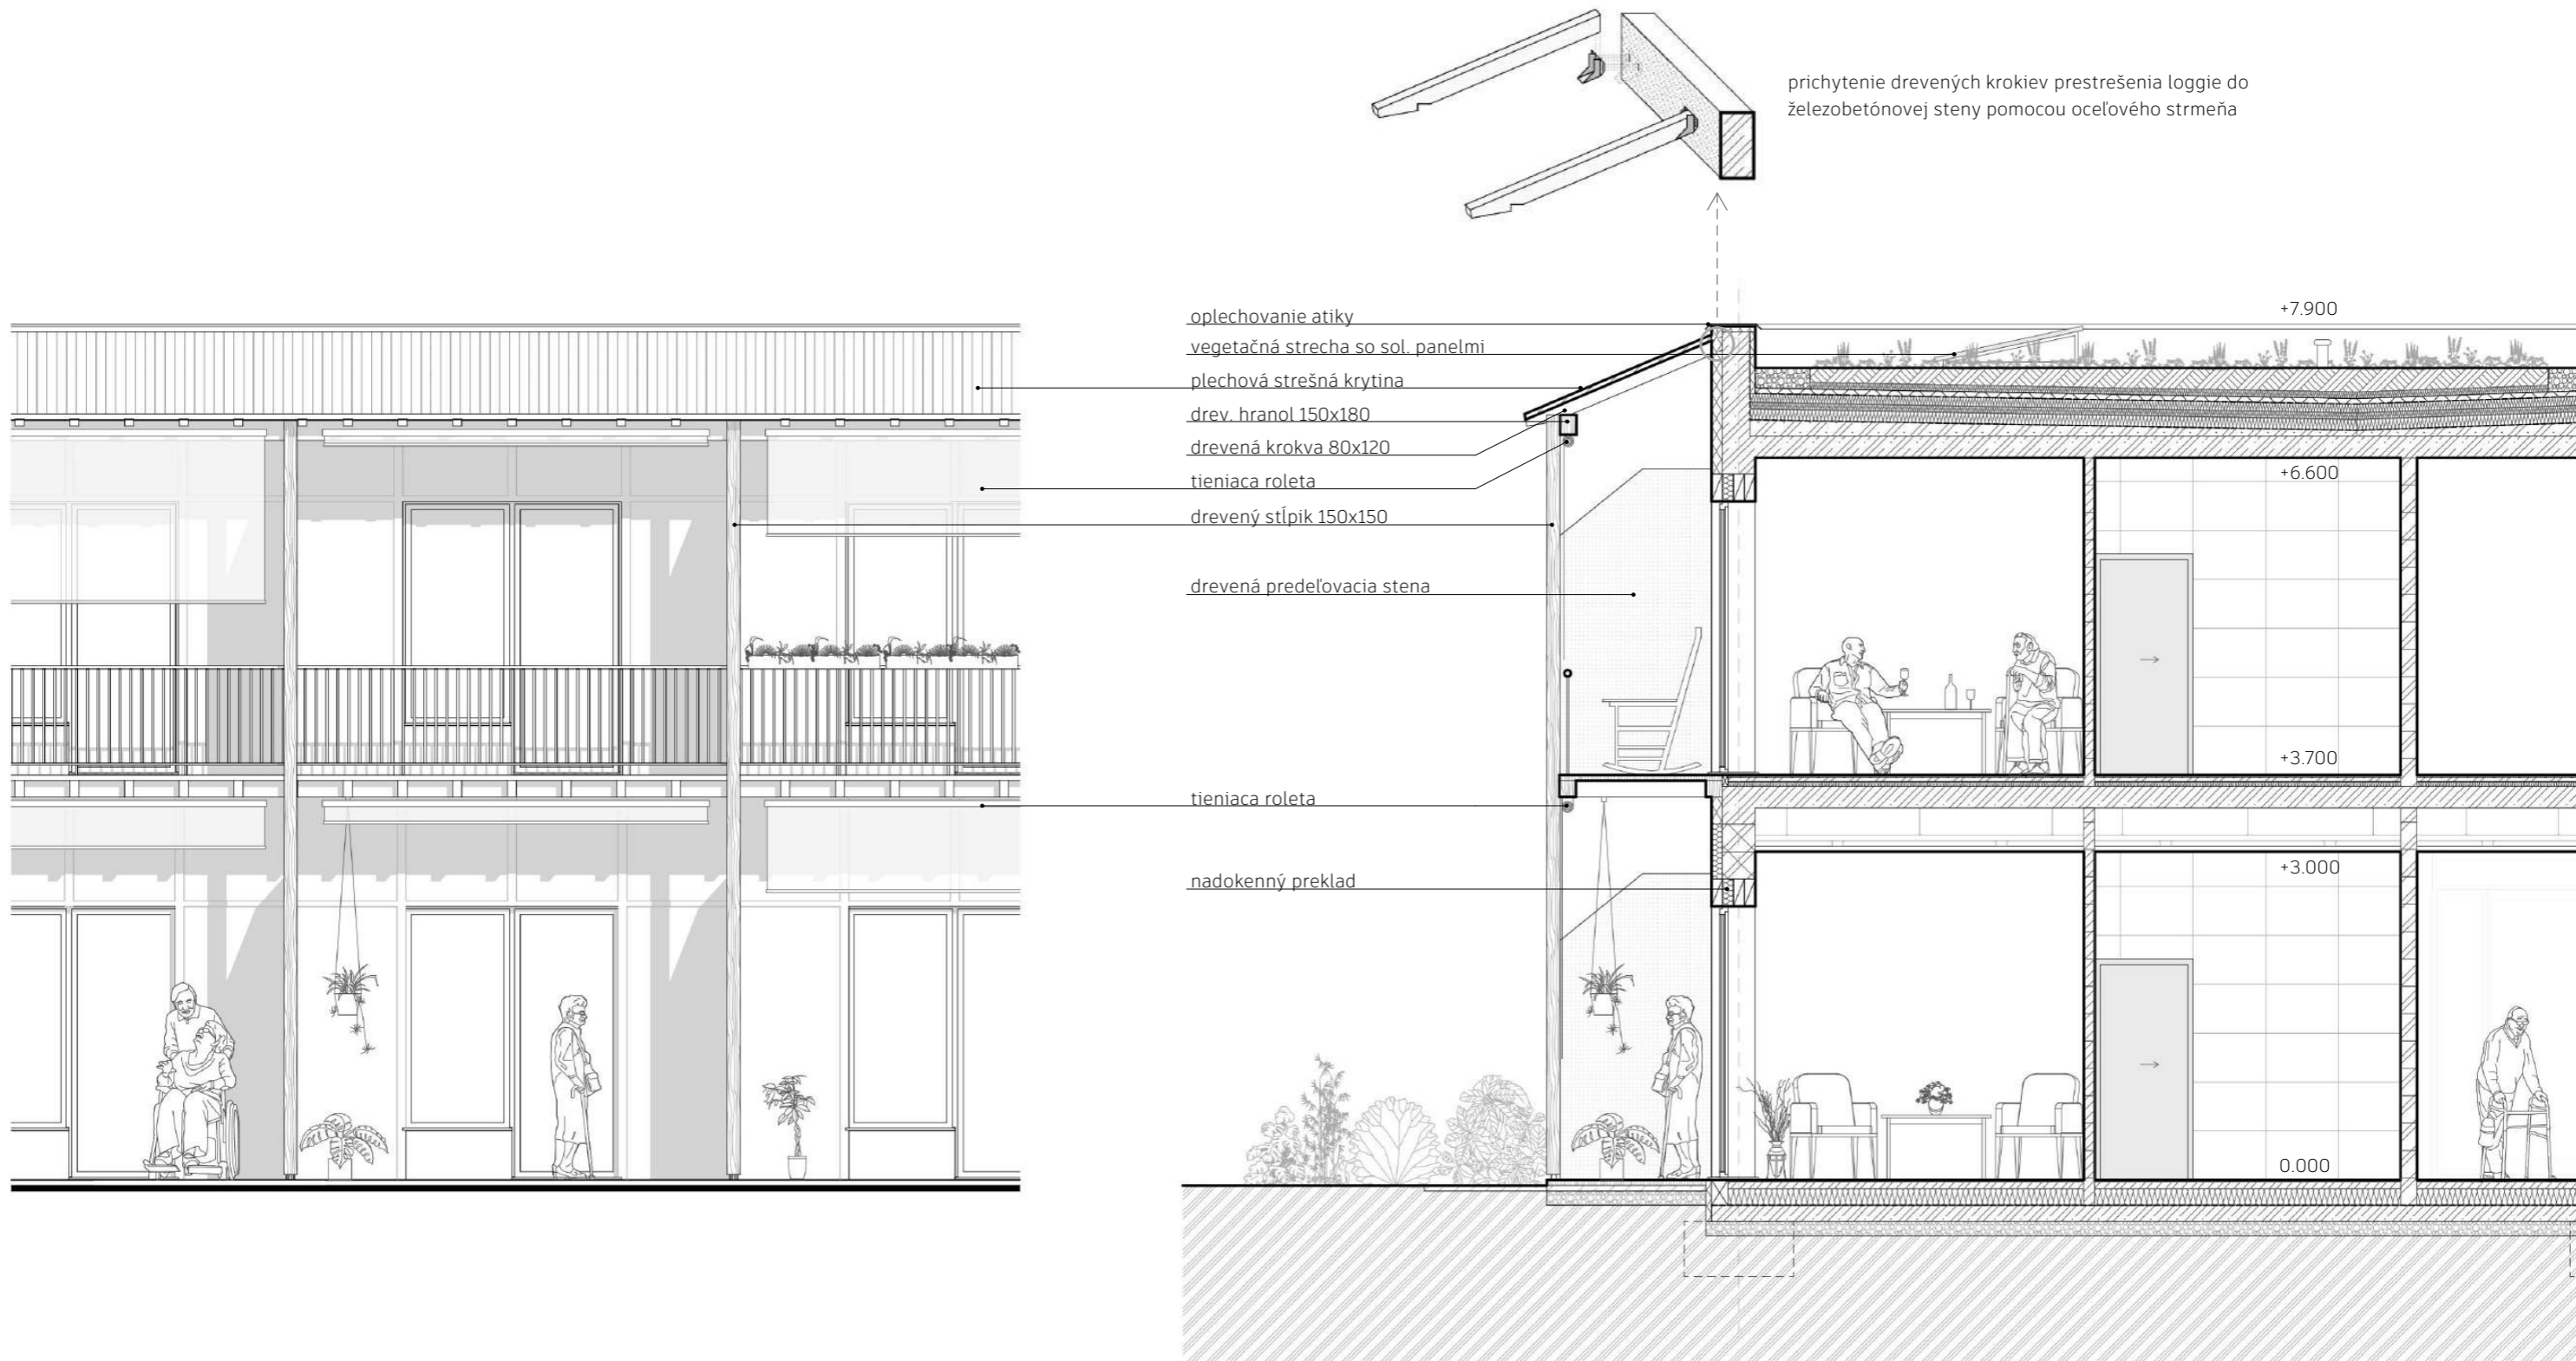 prichytenie drevených krokiev prestrešenia loggie do
železobetónovej steny pomocou oceľového strmeňa
oplechovanie atiky
vegetačná strecha so sol. panelmi
plechová strešná krytina
drev. hranol 150x180
drevená krokva 80x120
tieniaca roleta
drevený stĺpik 150x150
drevená predeľovacia stena
tieniaca roleta
nadokenný preklad
+7.900
+6.600
+3.700
+3.000
0.000